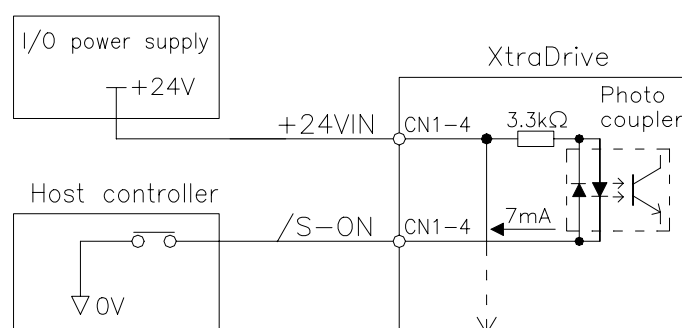 I/O power supply
+24V
XtraDrive
+24VIN
CN1-4
3.3kΩ
Photo
coupler
Host controller
/S-ON
CN1-4
7mA
0V